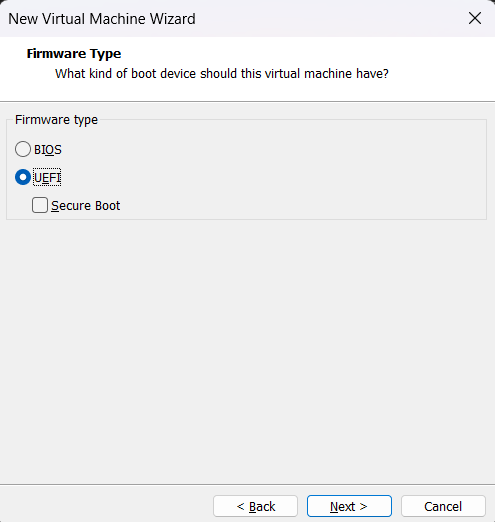 New Virtual Machine Wizard
Firmware Type
What kind of boot device should this virtual machine have?
Firmware type
BIOS
UEFI
Secure Boot
< Back
Next >
Cancel